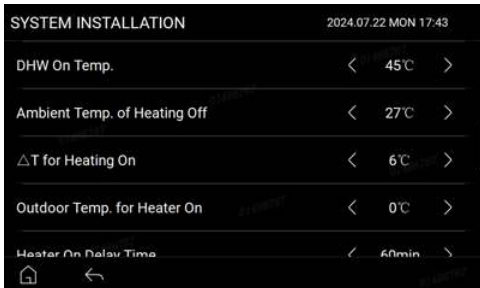 SYSTEM INSTALLATION 2024.07.22 MON 17:43
DHW On Temp. < 45℃ >
Ambient Temp. of Heating Off < 27℃ >
△T for Heating On < 6℃ >
Outdoor Temp. for Heater On < 0℃ >
Heater On Delay Time < 60min >